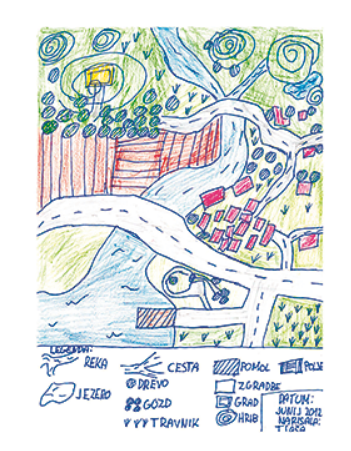 LEGENDA:
REKA
CESTA
POMOL
POLJE
DREVO
ZGRADBE
JEZERO
GOZD
GRAD
TRAVNIK
HRIB
DATUM:
JUNIJ 2012
NARISALA: